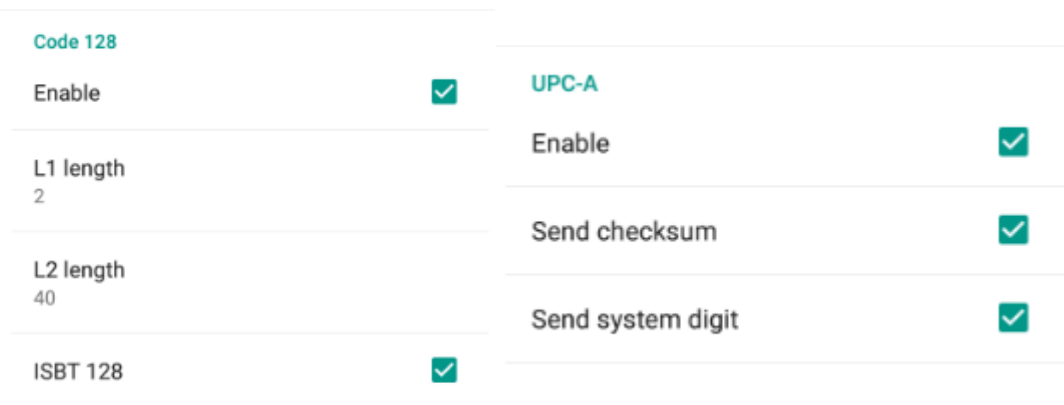 Code 128
Enable
L1 length
2
L2 length
40
ISBT 128
UPC-A
Enable
Send checksum
Send system digit